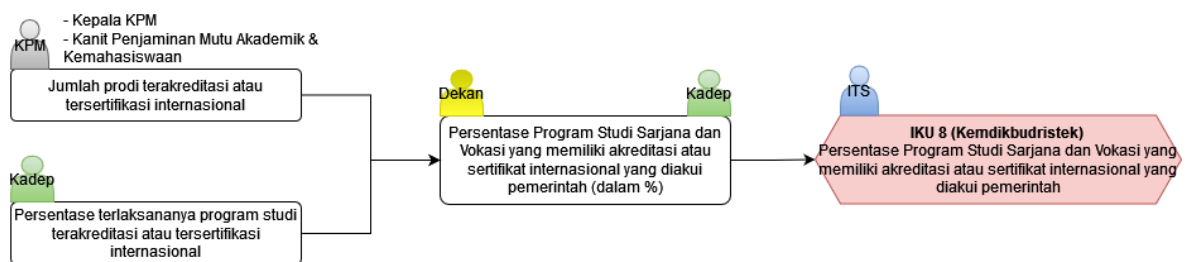 KPM
- Kepala KPM
- Kanit Penjaminan Mutu Akademik &
Kemahasiswaan
Jumlah prodi terakreditasi atau
tersertifikasi internasional
Kadep
Persentase terlaksananya program studi
terakreditasi atau tersertifikasi
internasional
Dekan
Kadep
Persentase Program Studi Sarjana dan
Vokasi yang memiliki akreditasi atau
sertifikat internasional yang diakui
pemerintah (dalam %)
ITS
IKU 8 (Kemdikbudristek)
Persentase Program Studi Sarjana dan Vokasi yang
memiliki akreditasi atau sertifikat internasional yang
diakui pemerintah